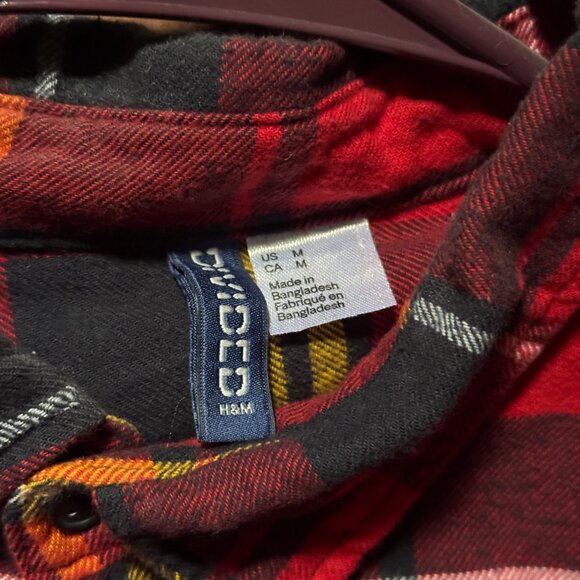 DIVIDED
H&M
US M
CA M
Made in
Bangladesh
Fabriqué en
Bangladesh